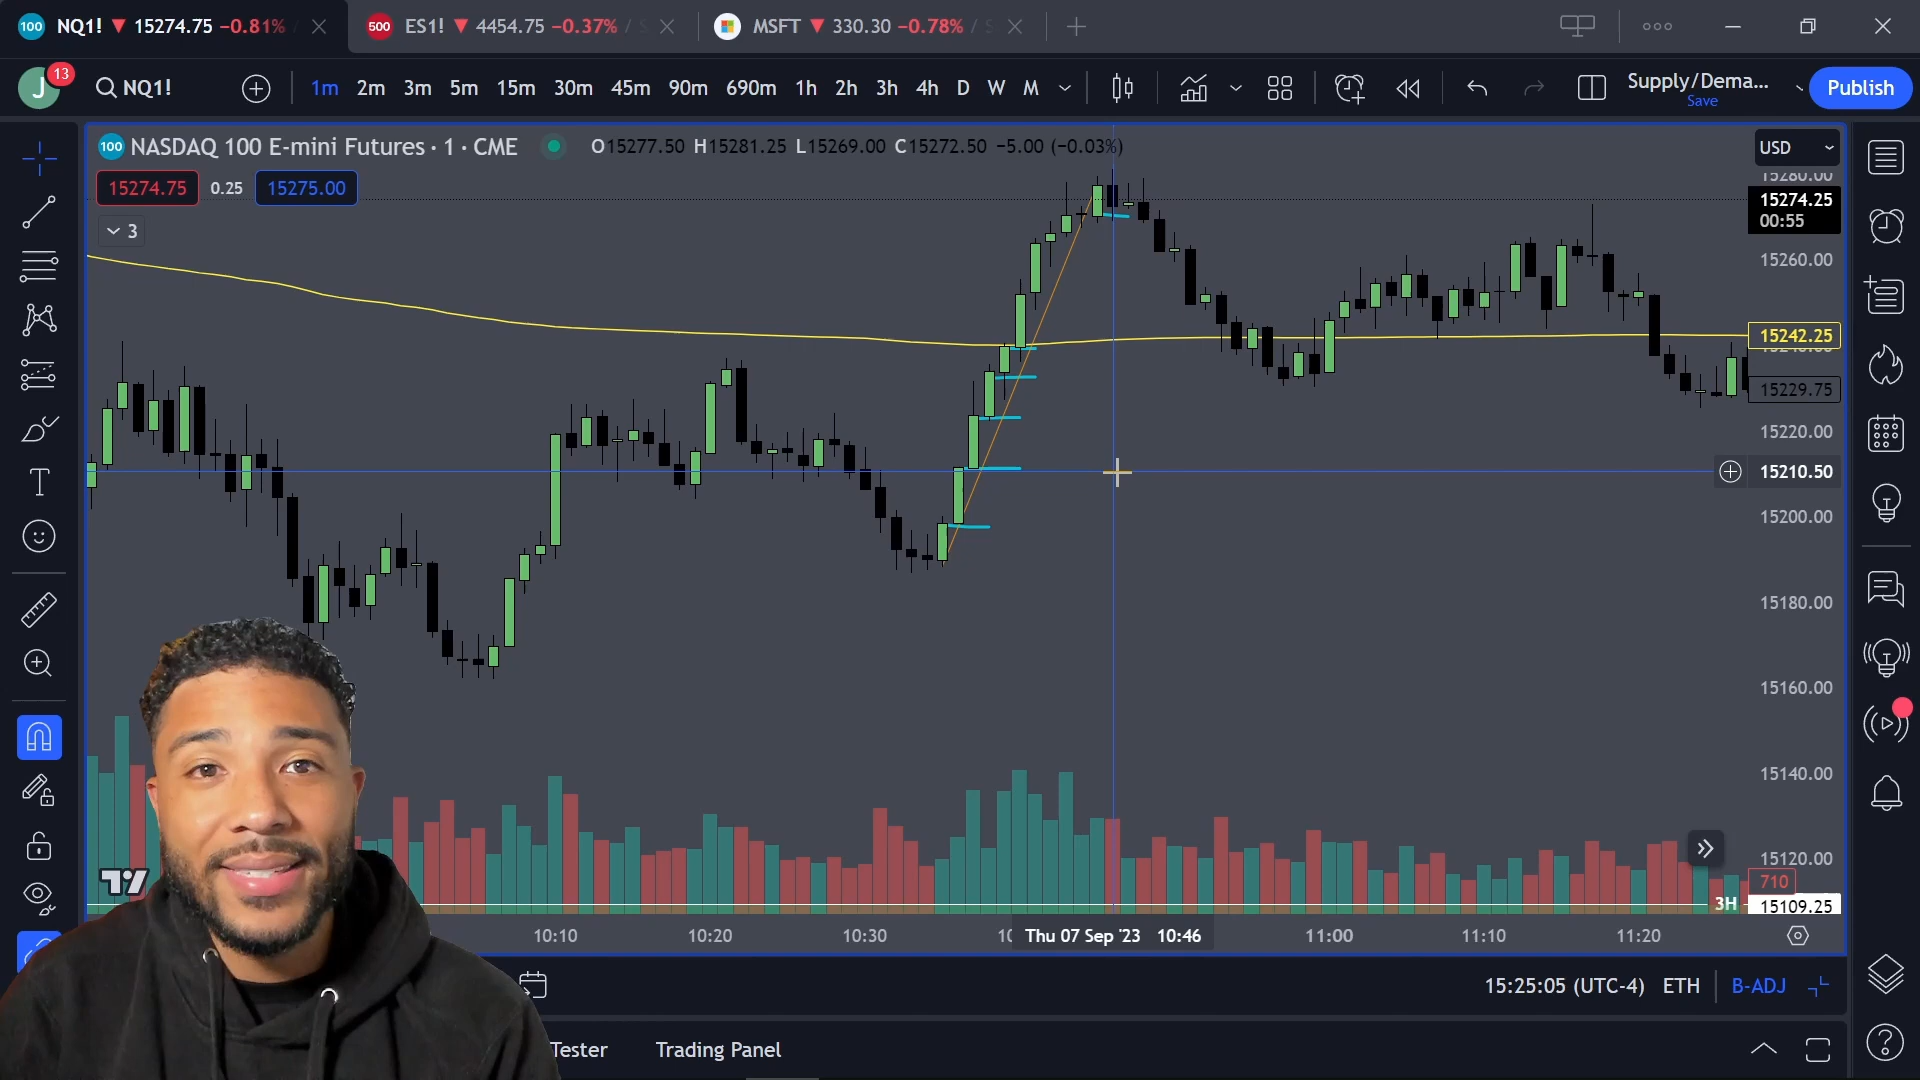 100 NQ1! 15274.75 −0.81% /
500 ES1! 4454.75 −0.37% / S
MSFT 330.30 −0.78% / S
J 13 NQ1! 1m 2m 3m 5m 15m 30m 45m 90m 690m 1h 2h 3h 4h D W M Supply/Dema... Save Publish
100 NASDAQ 100 E-mini Futures · 1 · CME O15277.50 H15281.25 L15269.00 C15272.50 −5.00 (−0.03%)
USD
15274.75 0.25 15275.00
3
15280.00
15274.25
00:55
15260.00
15242.25
15229.75
15220.00
15210.50
15200.00
15180.00
15160.00
15140.00
15120.00
710
3H 15109.25
10:10 10:20 10:30 Thu 07 Sep '23 10:46 11:00 11:10 11:20
15:25:05 (UTC-4) ETH B-ADJ
Tester Trading Panel